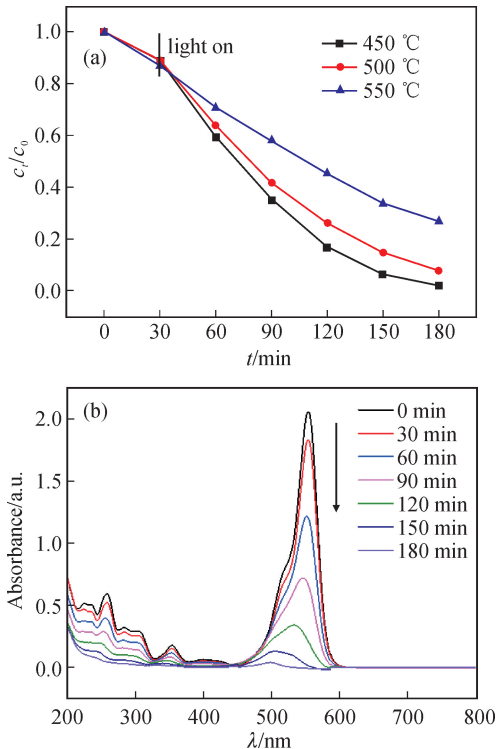 (a)
light on
450 ℃
500 ℃
550 ℃
1.0
0.8
0.6
0.4
0.2
0.0
c_t/c_0
0 30 60 90 120 150 180
t/min
(b)
0 min
30 min
60 min
90 min
120 min
150 min
180 min
2.0
1.5
1.0
0.5
0.0
Absorbance/a.u.
200 300 400 500 600 700 800
λ/nm